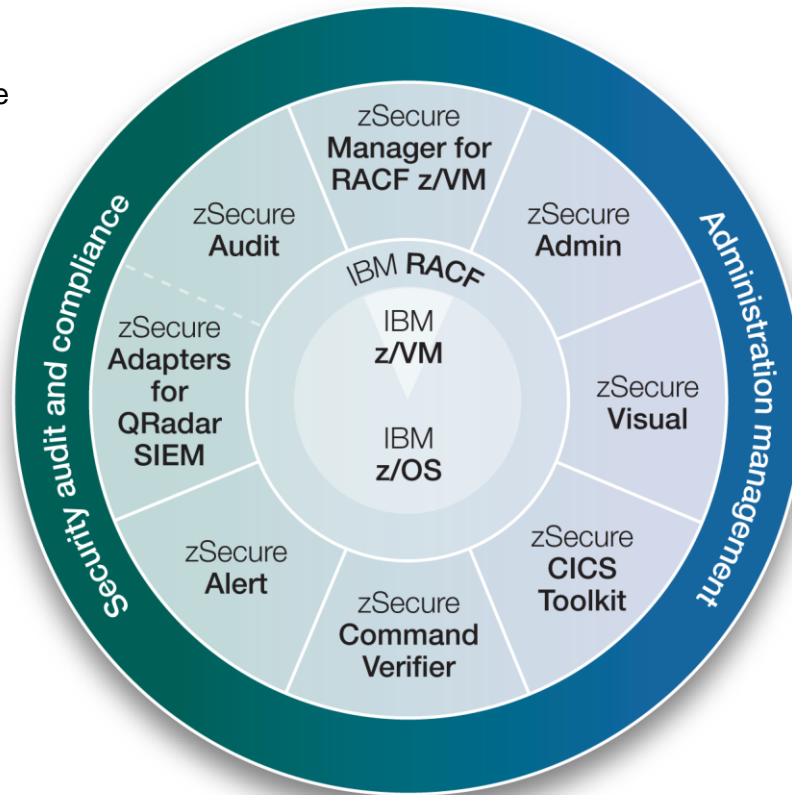 e
zSecure
Manager for
RACF z/VM
zSecure
Admin
zSecure
Visual
zSecure
CICS
Toolkit
zSecure
Command
Verifier
zSecure
Alert
zSecure
Adapters
for
QRadar
SIEM
zSecure
Audit
IBM RACF
IBM
z/VM
IBM
z/OS
Security audit and compliance
Administration management